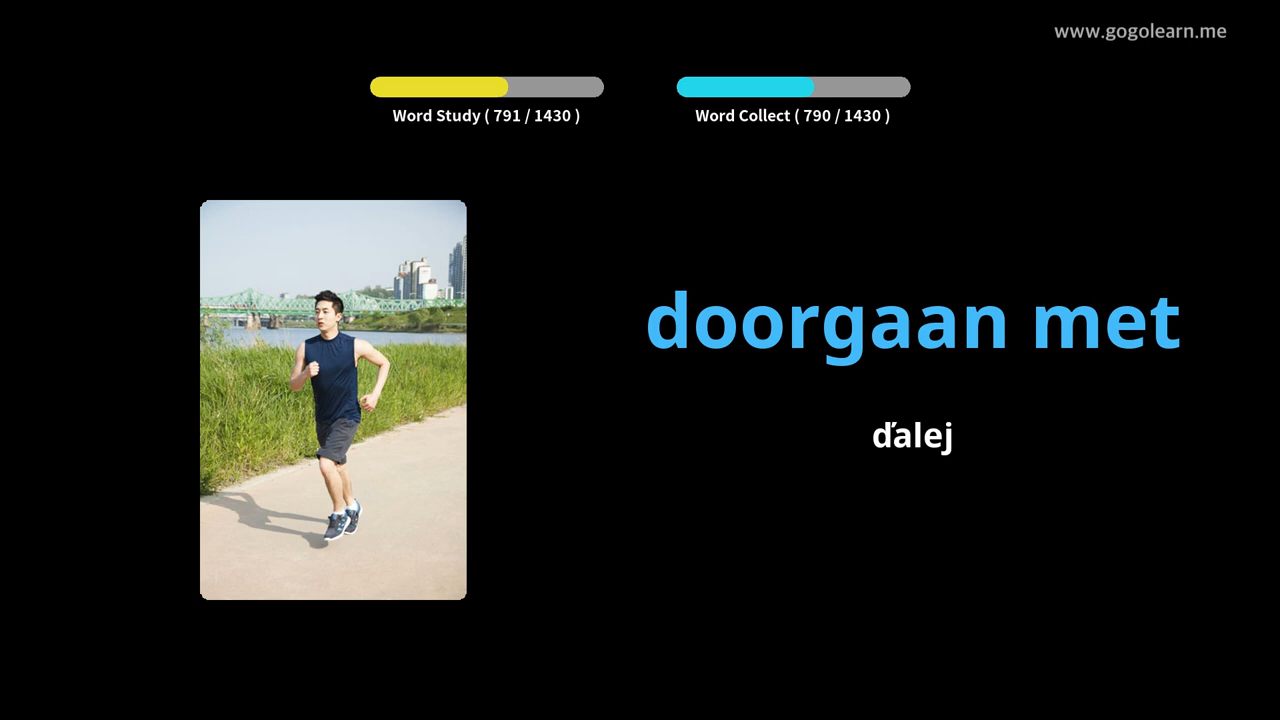 www.gogolearn.me
Word Study ( 791 / 1430 )
Word Collect ( 790 / 1430 )
doorgaan met
ďalej